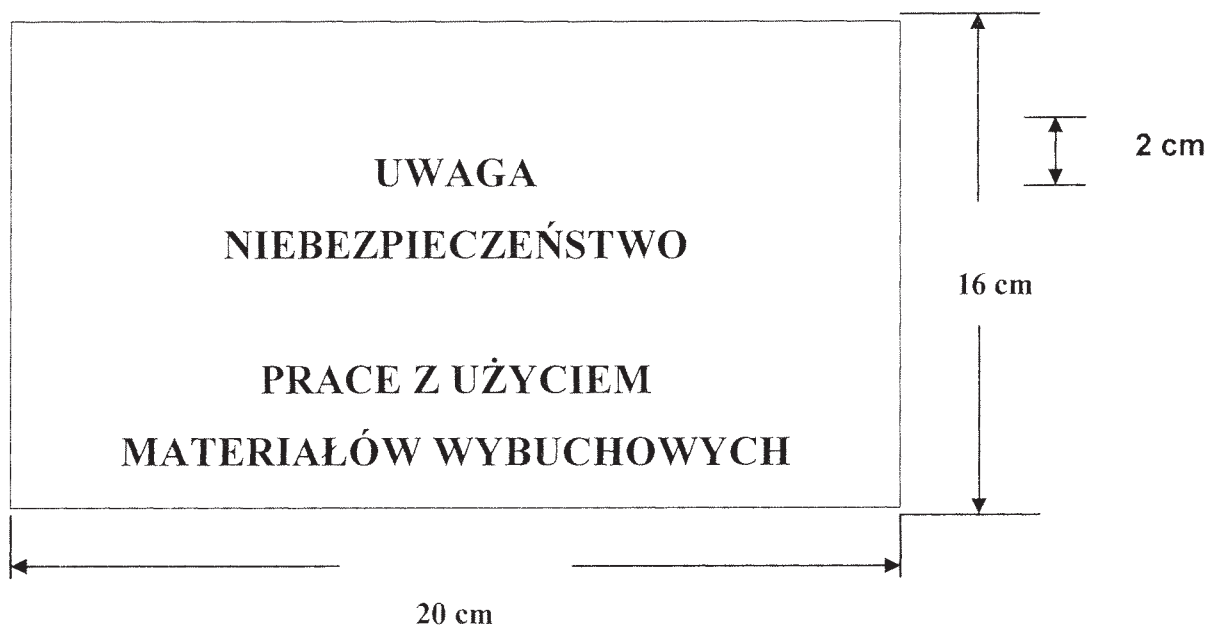 UWAGA
NIEBEZPIECZEŃSTWO
PRACE Z UŻYCIEM
MATERIAŁÓW WYBUCHOWYCH
2 cm
16 cm
20 cm